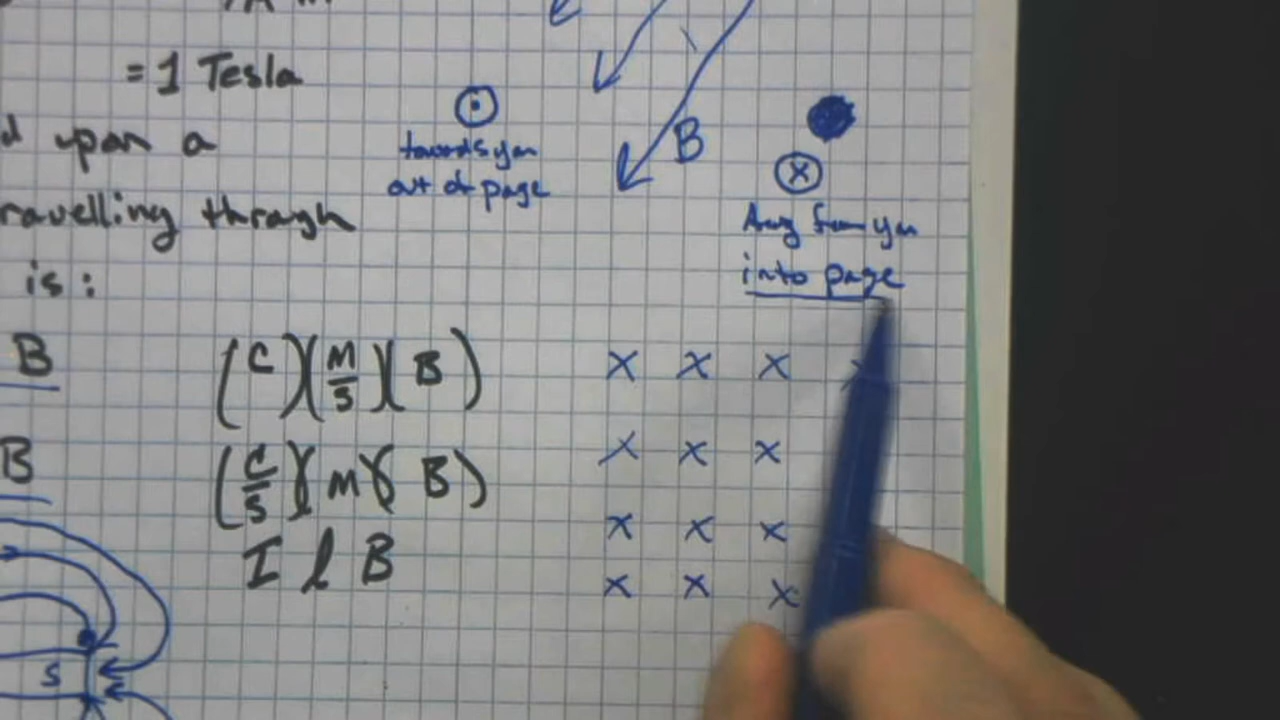 = 1 Tesla
upon a
ravelling through
is:
B
B
towards you
out of page
B
Away from you
into page
(C)(M/S)(B)
(C/S)(M)(B)
I l B
x x x x
x x x
x x x
x x x
S